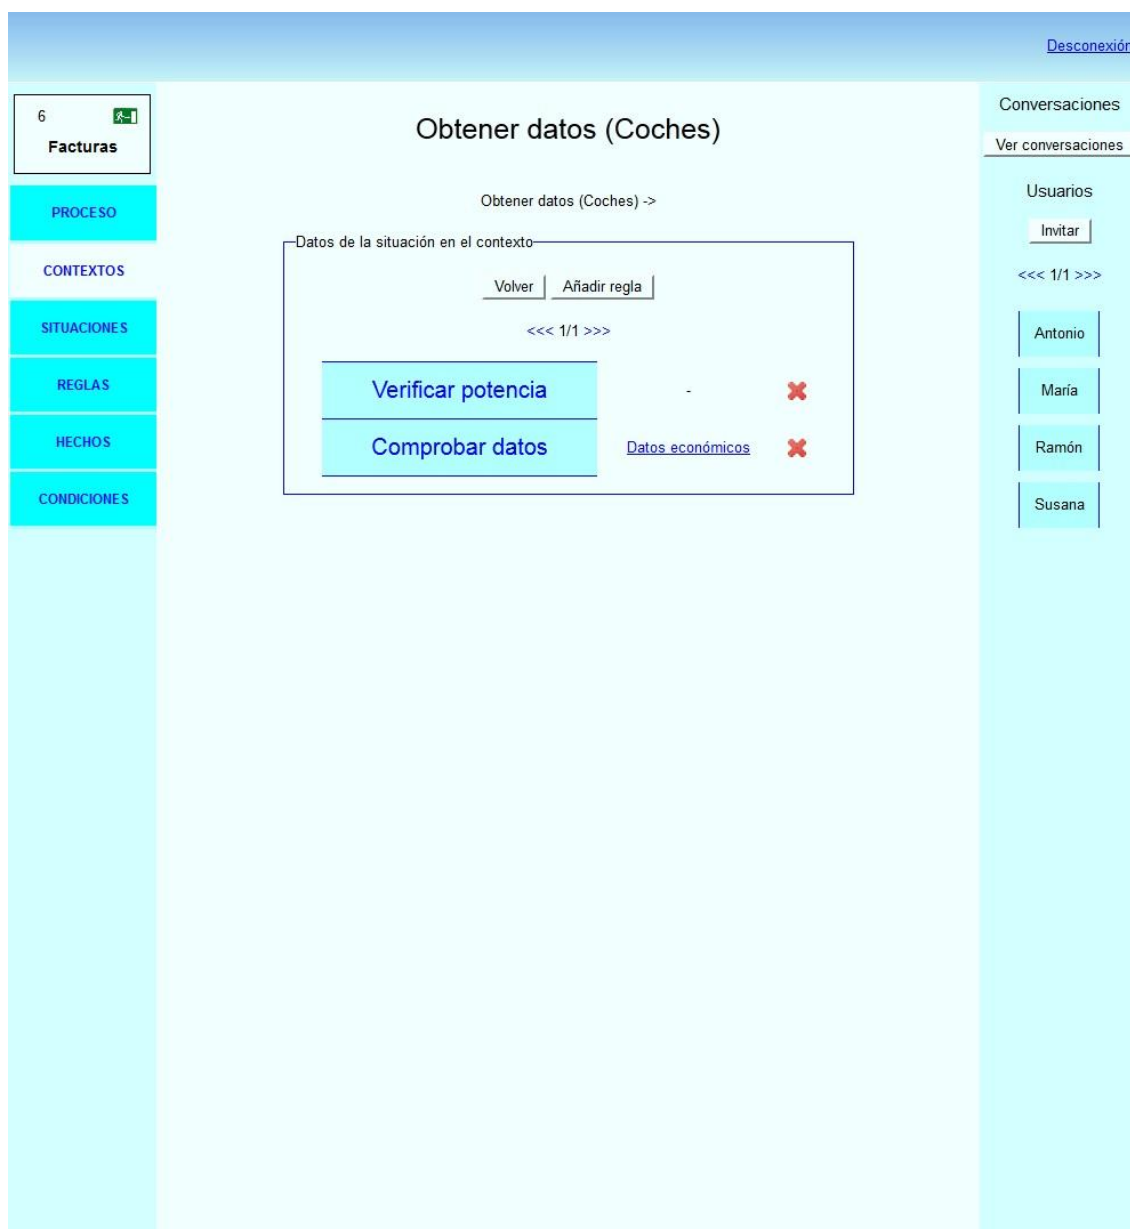 Desconexión
6
Facturas
PROCESO
CONTEXTOS
SITUACIONES
REGLAS
HECHOS
CONDICIONES
Obtener datos (Coches)
Obtener datos (Coches) ->
Datos de la situación en el contexto
Volver Añadir regla
<<< 1/1 >>>
Verificar potencia -
Comprobar datos Datos económicos
Conversaciones
Ver conversaciones
Usuarios
Invitar
<<< 1/1 >>>
Antonio
María
Ramón
Susana